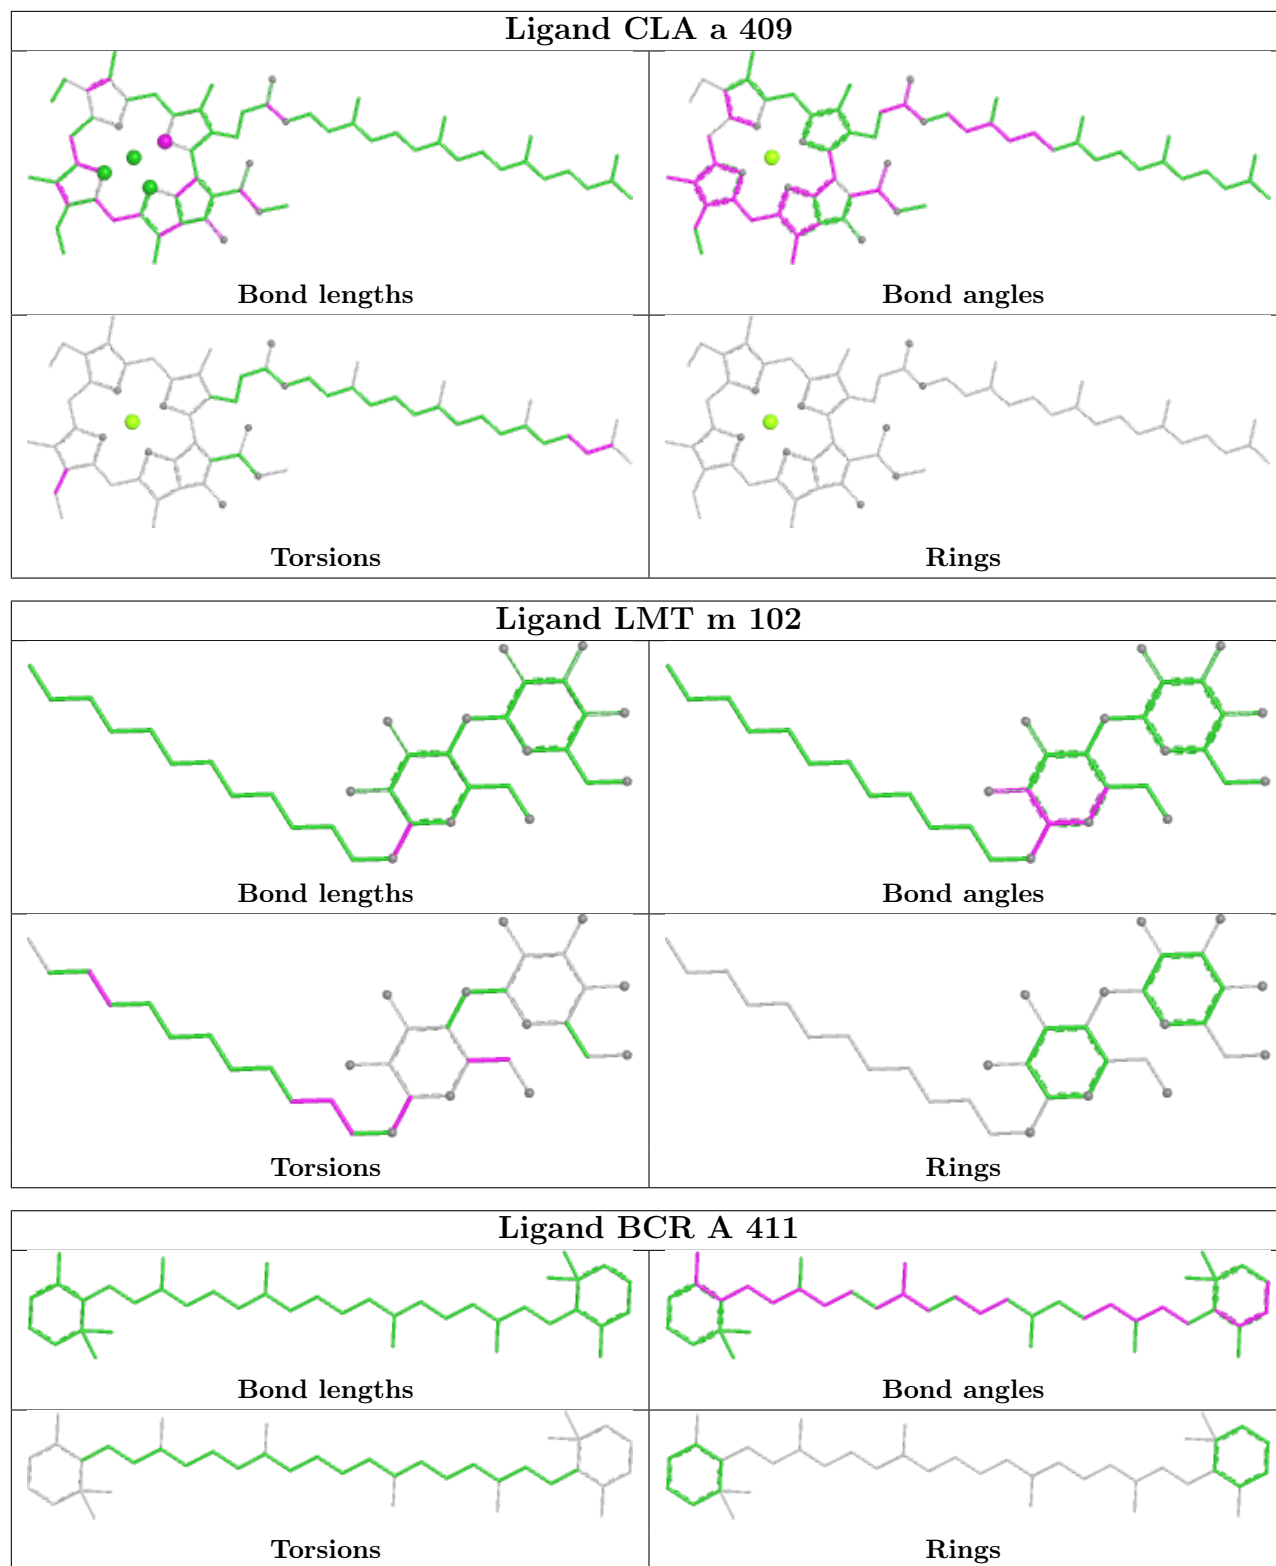 Ligand CLA a 409
Bond lengths
Bond angles
Torsions
Rings
Ligand LMT m 102
Bond lengths
Bond angles
Torsions
Rings
Ligand BCR A 411
Bond lengths
Bond angles
Torsions
Rings